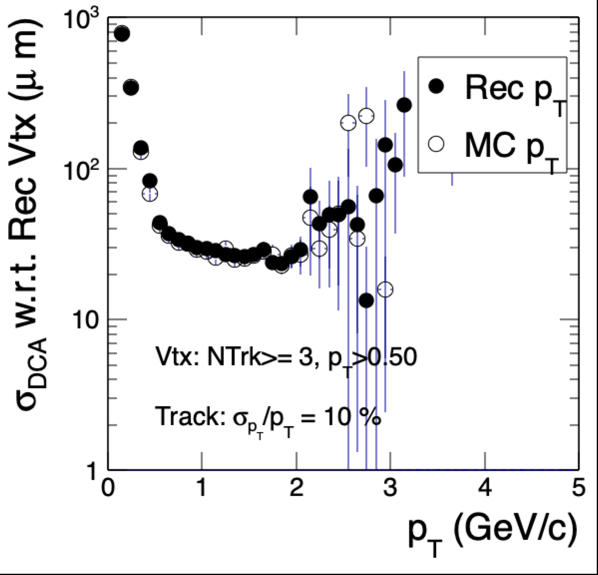 σDCA w.r.t. Rec Vtx (μ m)
10³
10²
10
1
Rec pT
MC pT
Vtx: NTrk>= 3, pT>0.50
Track: σpT/pT = 10 %
0 1 2 3 4 5
pT (GeV/c)